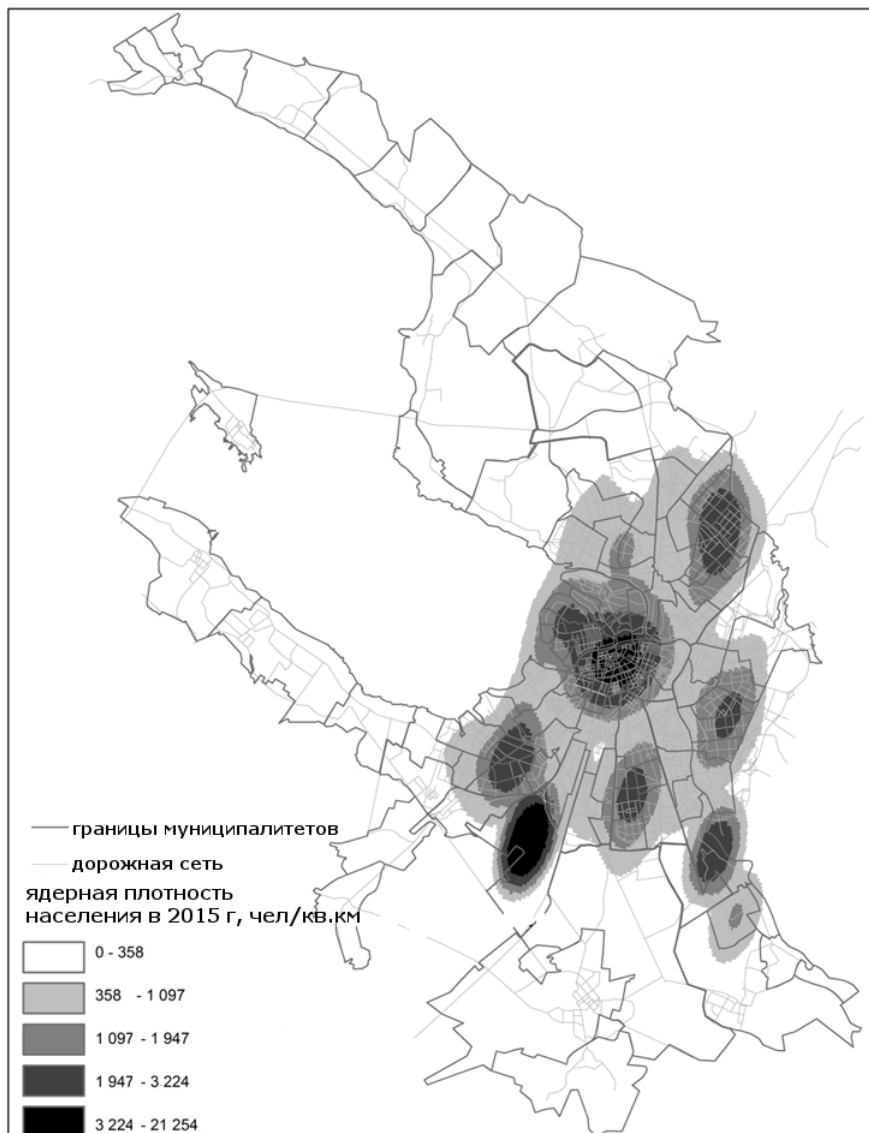 границы муниципалитетов
дорожная сеть
ядерная плотность
населения в 2015 г, чел/кв.км
0 - 358
358 - 1 097
1 097 - 1 947
1 947 - 3 224
3 224 - 21 254